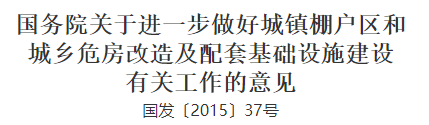 国务院关于进一步做好城镇棚户区和
城乡危房改造及配套基础设施建设
有关工作的意见
国发〔2015〕37号